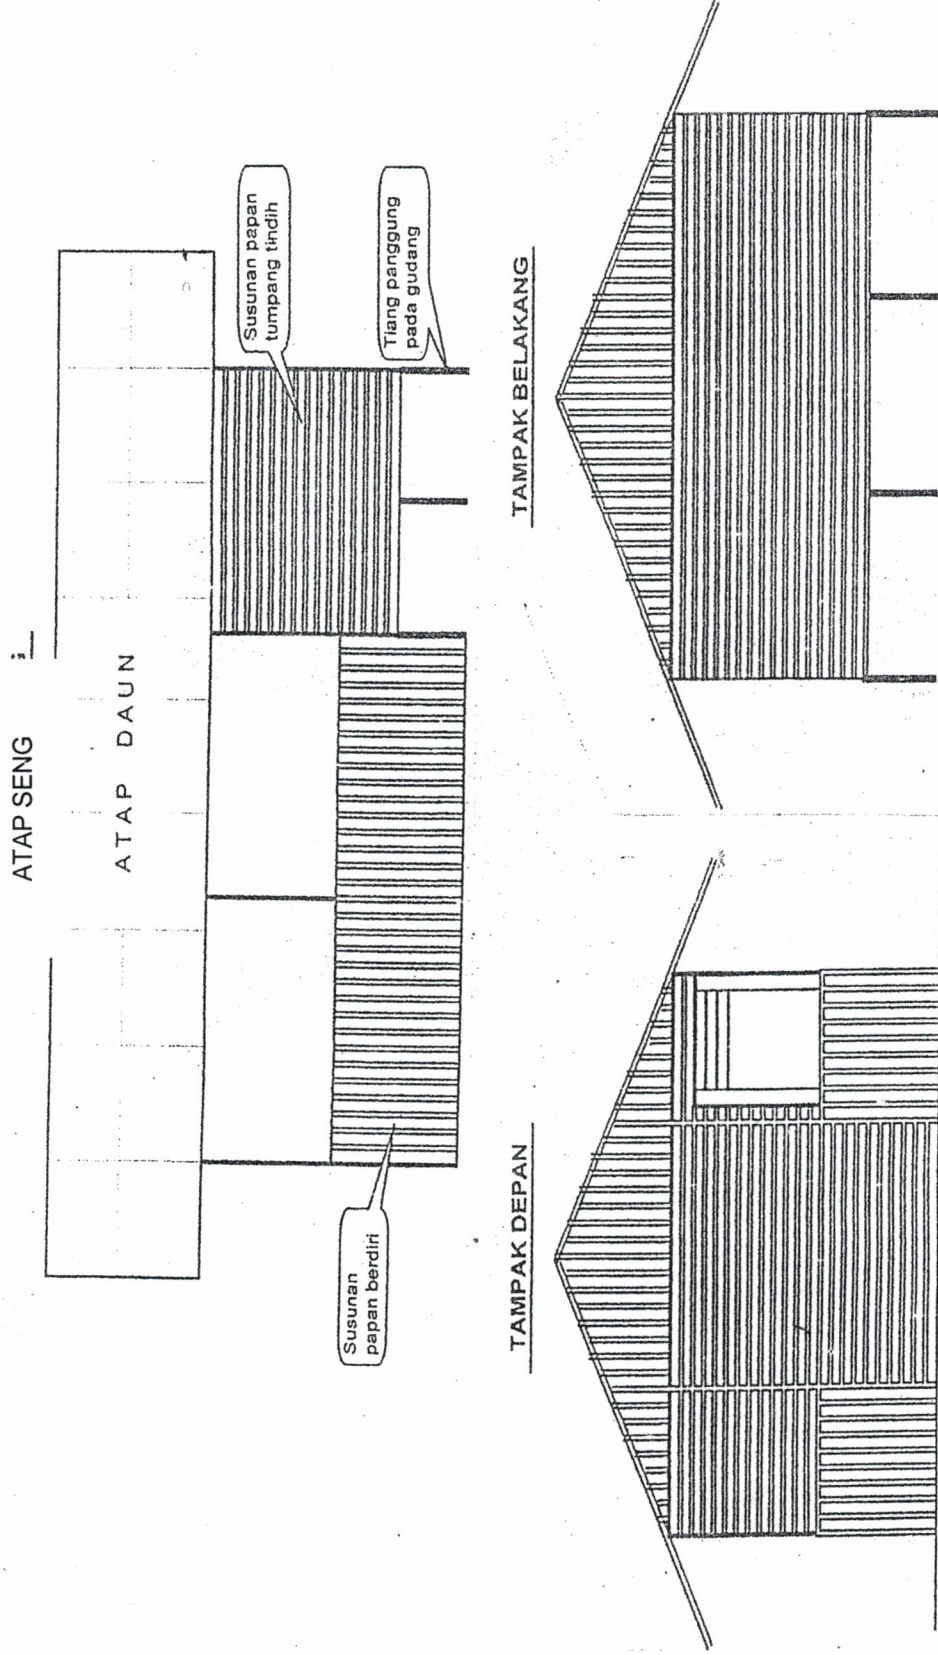 ATAP SENG
ATAP DAUN
Susunan papan
tumpang tindih
Tiang panggung
pada gudang
Susunan
papan berdiri
TAMPAK DEPAN
TAMPAK BELAKANG